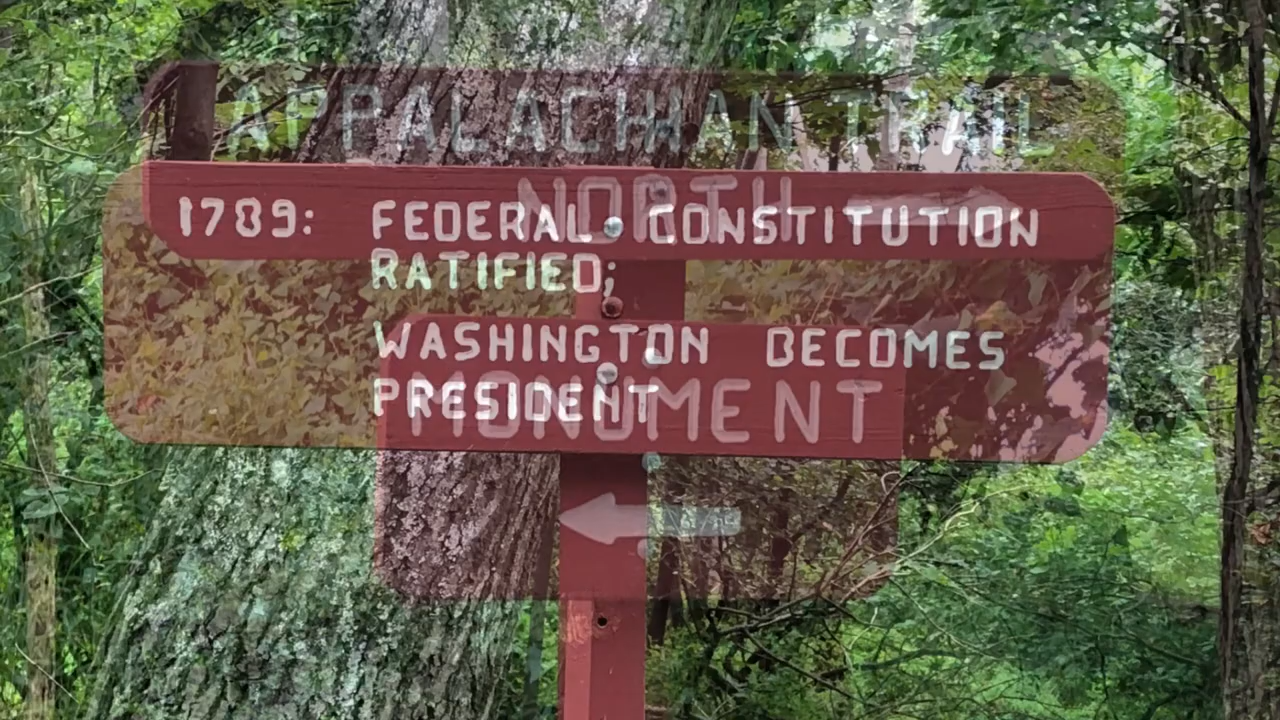 APPALACHIAN TRAIL
NORTH
1789: FEDERAL CONSTITUTION
RATIFIED;
WASHINGTON BECOMES
PRESIDENT
MONUMENT